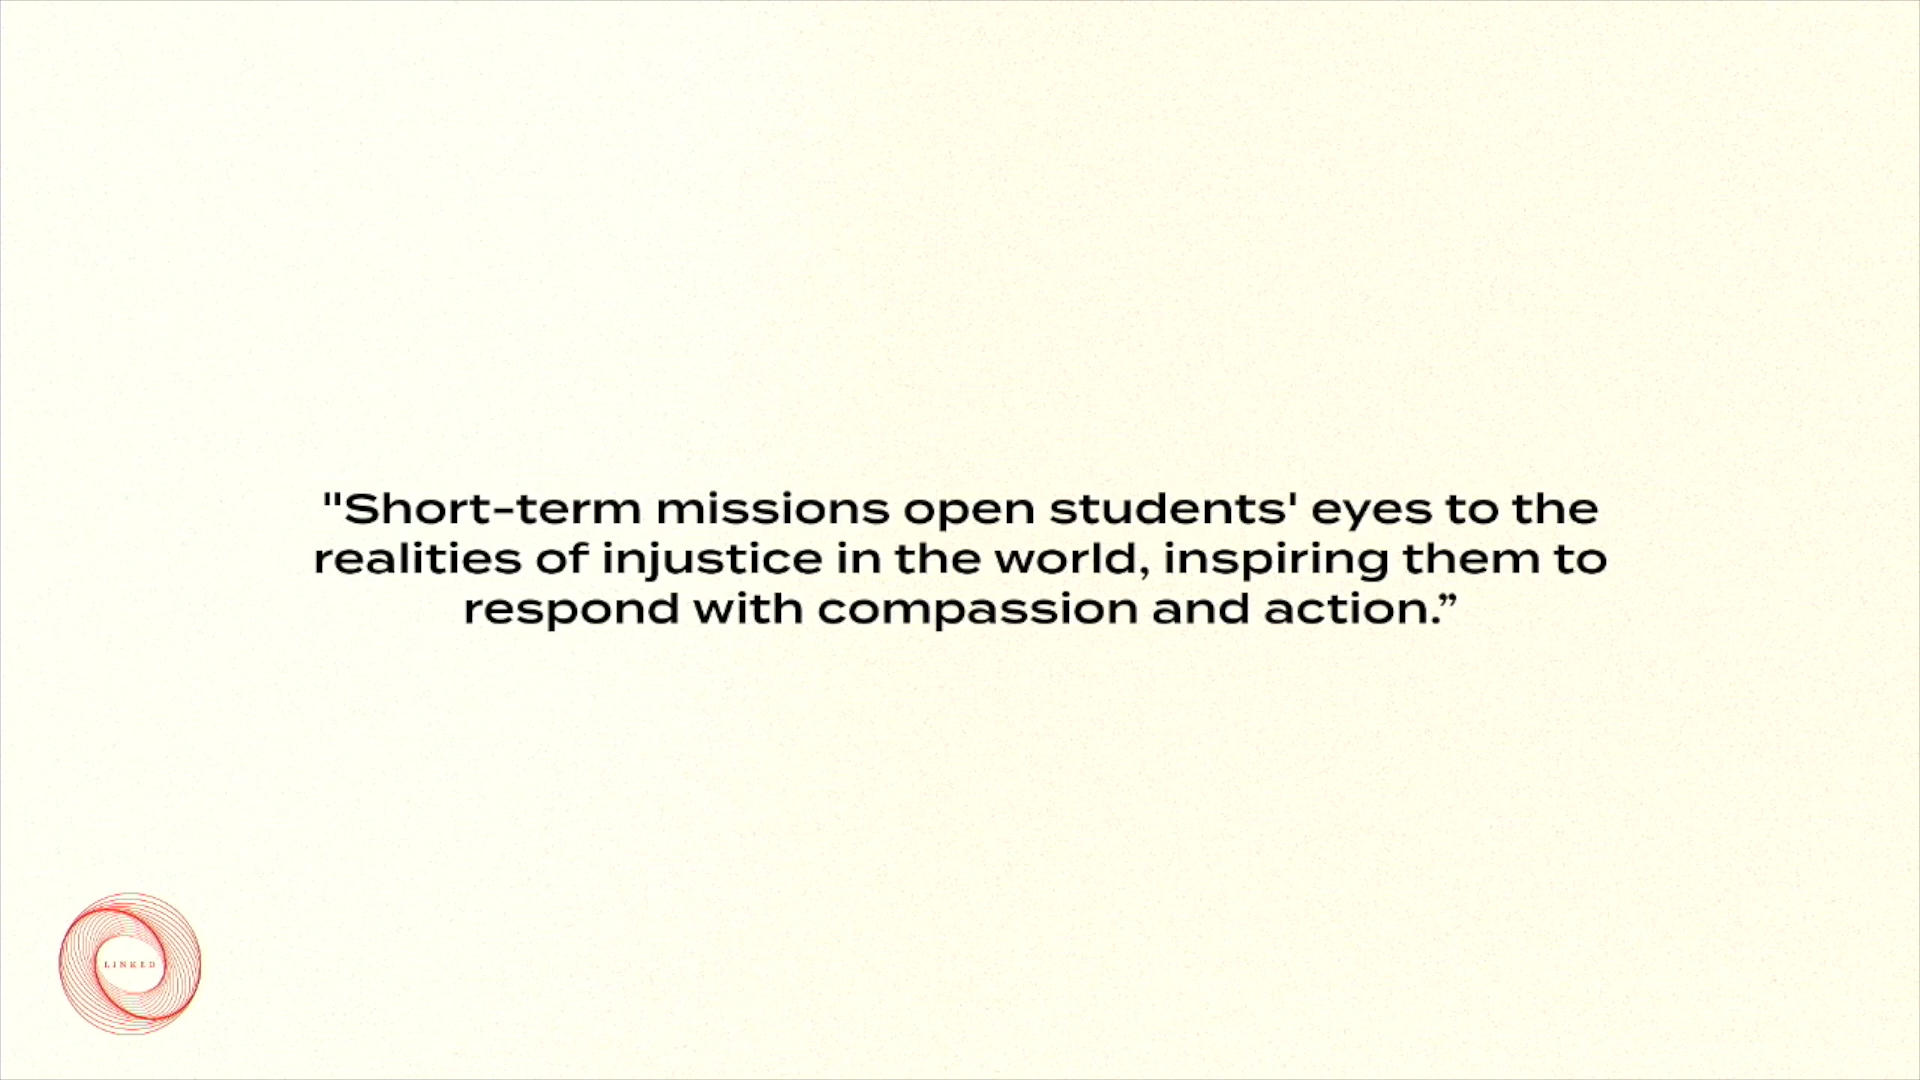 "Short-term missions open students' eyes to the
realities of injustice in the world, inspiring them to
respond with compassion and action.”
LINKED